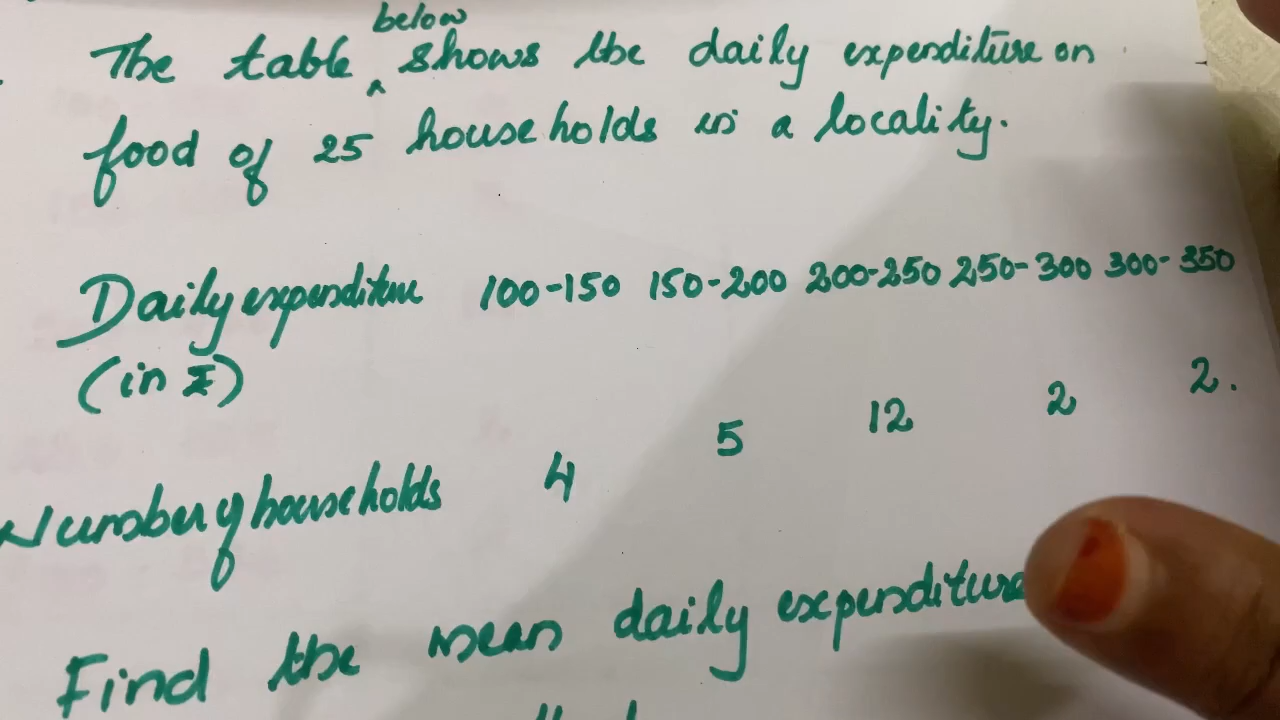 The table below shows the daily expenditure on
food of 25 households in a locality.
Daily expenditure 100-150 150-200 200-250 250-300 300-350
(in ₹)
Number of households 4 5 12 2 2.
Find the mean daily expenditure